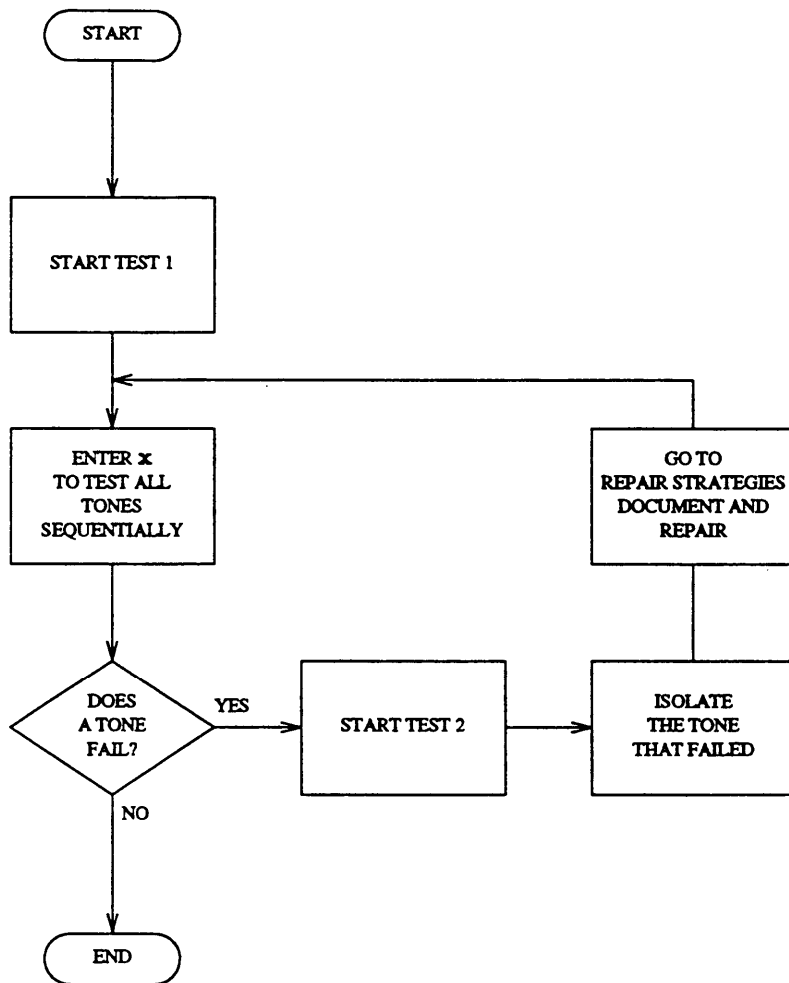 START
START TEST 1
ENTER x
TO TEST ALL
TONES
SEQUENTIALLY
GO TO
REPAIR STRATEGIES
DOCUMENT AND
REPAIR
DOES
A TONE
FAIL?
YES
START TEST 2
ISOLATE
THE TONE
THAT FAILED
NO
END